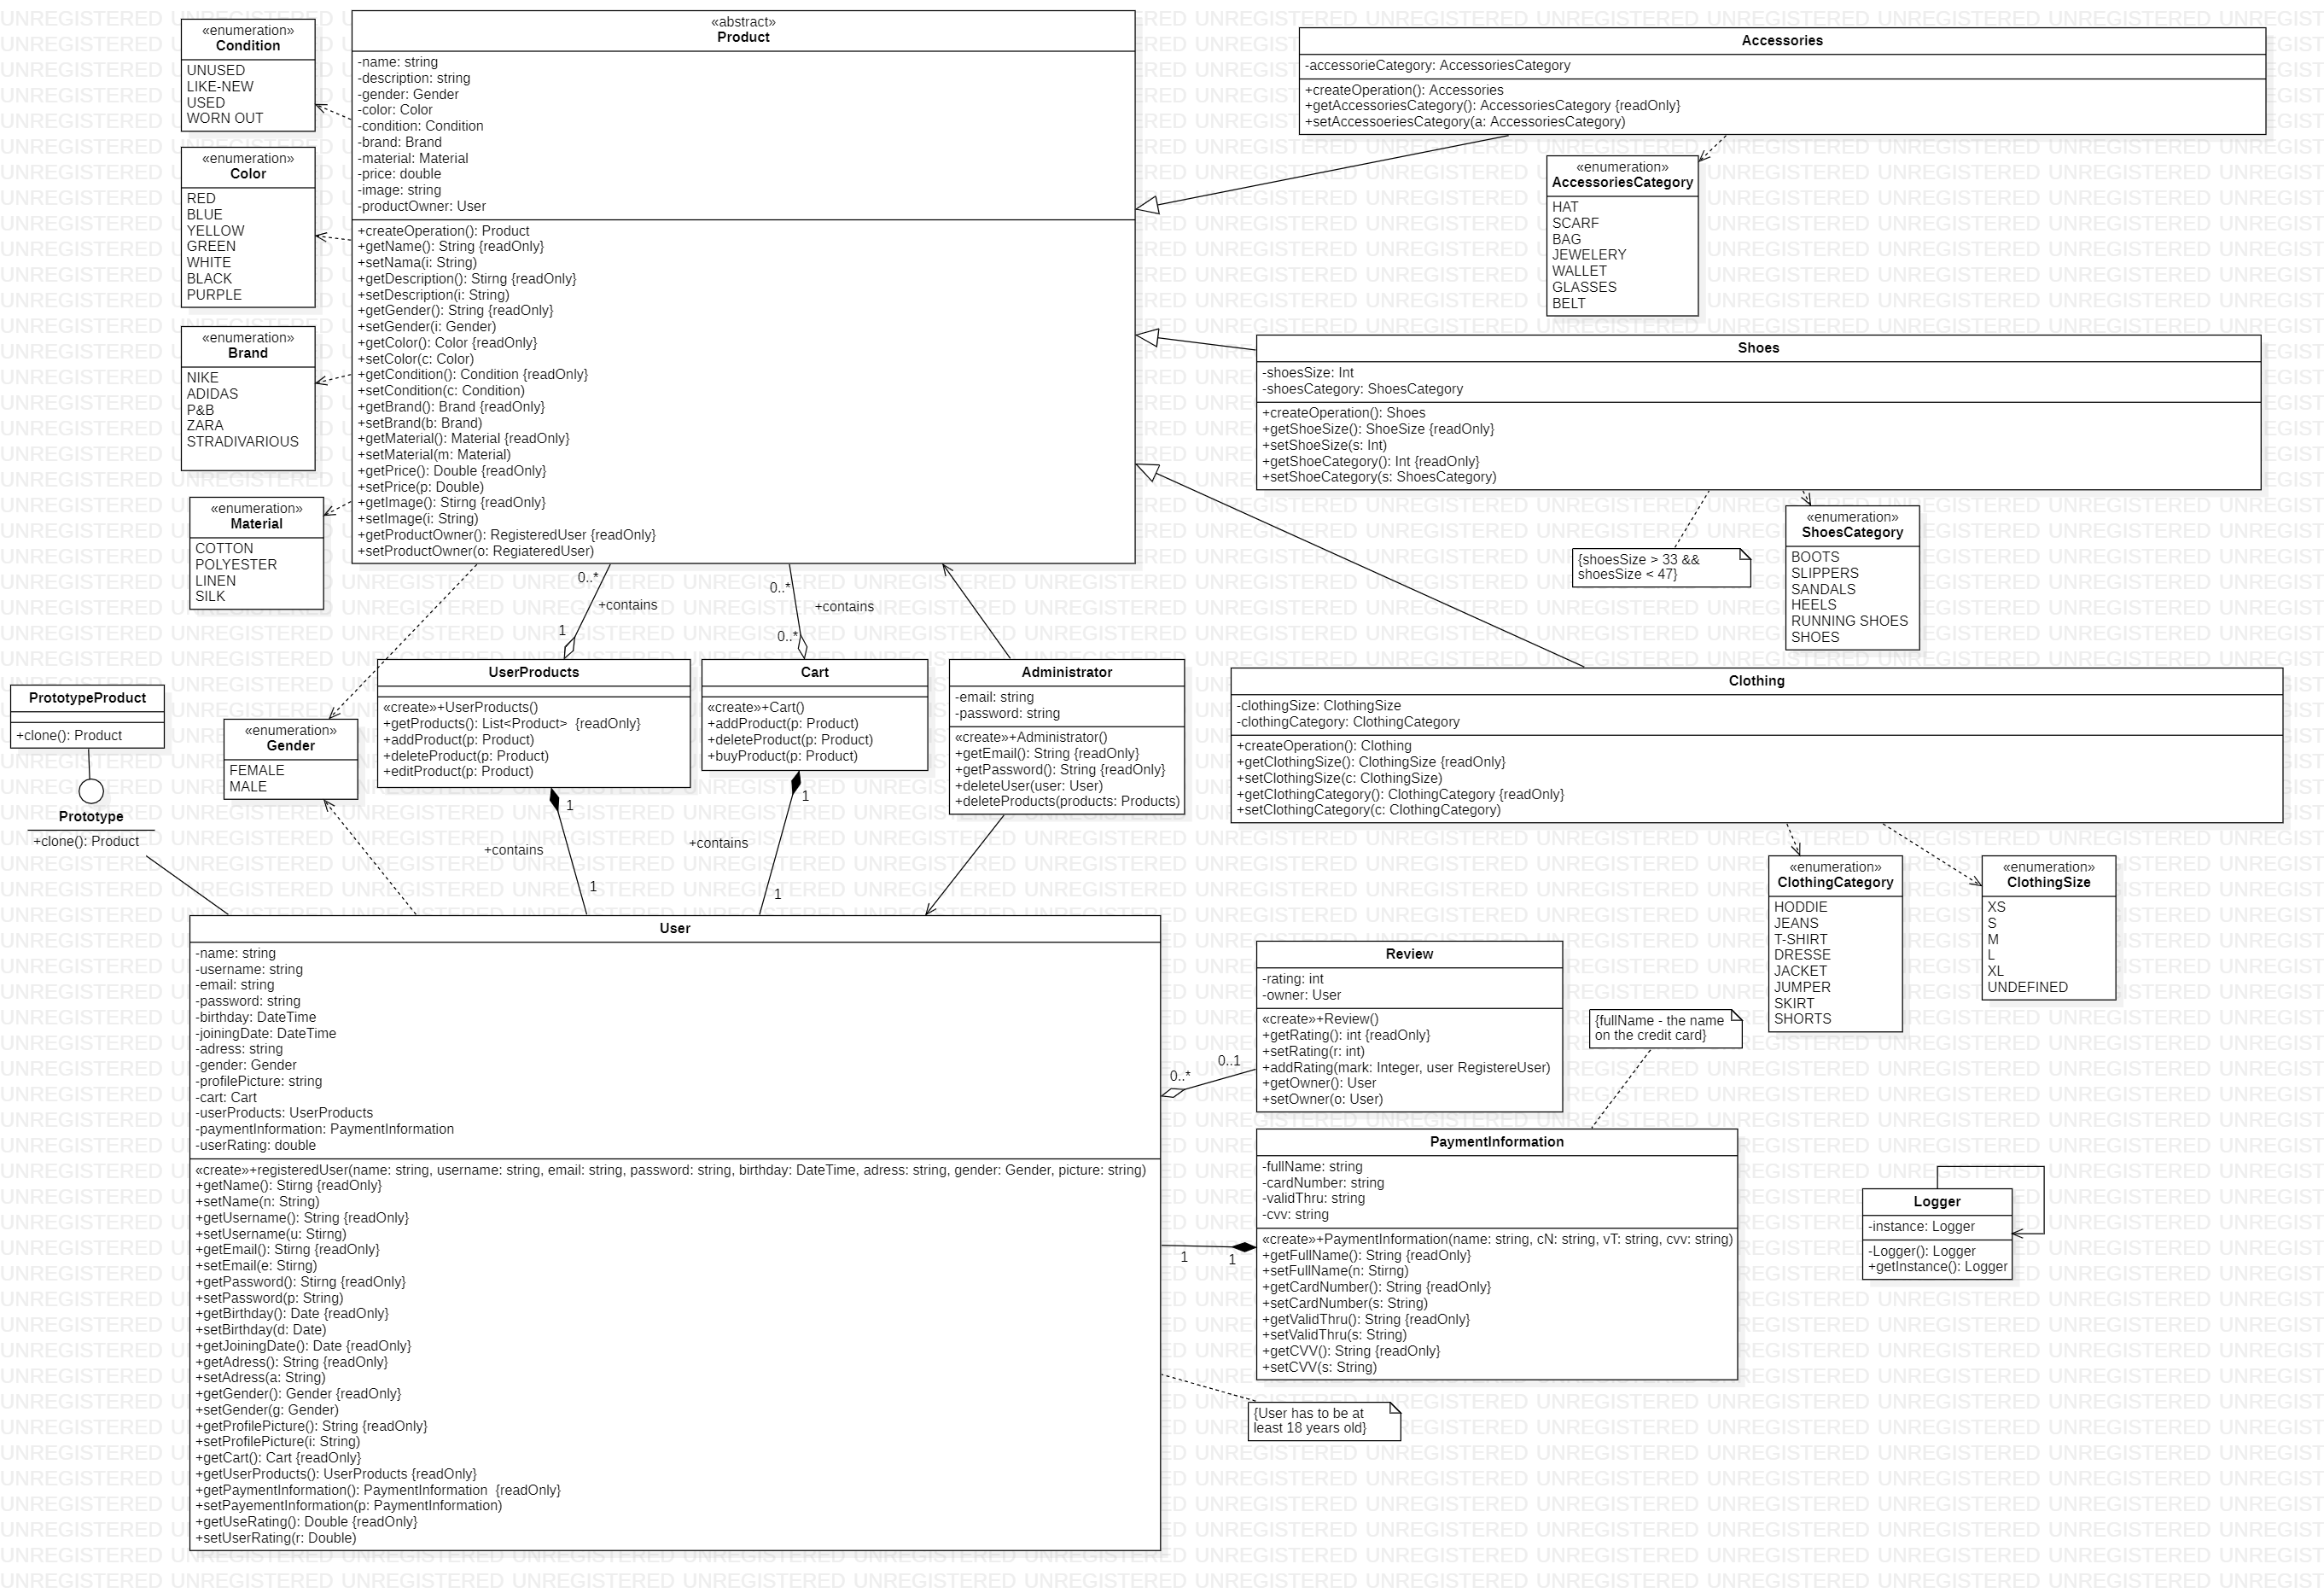 «enumeration»
Condition
UNUSED
LIKE-NEW
USED
WORN OUT
«enumeration»
Color
RED
BLUE
YELLOW
GREEN
WHITE
BLACK
PURPLE
«enumeration»
Brand
NIKE
ADIDAS
P&B
ZARA
STRADIVARIOUS
«enumeration»
Material
COTTON
POLYESTER
LINEN
SILK
«abstract»
Product
-name: string
-description: string
-gender: Gender
-color: Color
-condition: Condition
-brand: Brand
-material: Material
-price: double
-image: string
-productOwner: User
+createOperation(): Product
+getName(): String {readOnly}
+setNama(i: String)
+getDescription(): Stirng {readOnly}
+setDescription(i: String)
+getGender(): String {readOnly}
+setGender(i: Gender)
+getColor(): Color {readOnly}
+setColor(c: Color)
+getCondition(): Condition {readOnly}
+setCondition(c: Condition)
+getBrand(): Brand {readOnly}
+setBrand(b: Brand)
+getMaterial(): Material {readOnly}
+setMaterial(m: Material)
+getPrice(): Double {readOnly}
+setPrice(p: Double)
+getImage(): Stirng {readOnly}
+setImage(i: String)
+getProductOwner(): RegisteredUser {readOnly}
+setProductOwner(o: RegiateredUser)
Accessories
-accessorieCategory: AccessoriesCategory
+createOperation(): Accessories
+getAccessoriesCategory(): AccessoriesCategory {readOnly}
+setAccessoeriesCategory(a: AccessoriesCategory)
«enumeration»
AccessoriesCategory
HAT
SCARF
BAG
JEWELERY
WALLET
GLASSES
BELT
Shoes
-shoesSize: Int
-shoesCategory: ShoesCategory
+createOperation(): Shoes
+getShoeSize(): ShoeSize {readOnly}
+setShoeSize(s: Int)
+getShoeCategory(): Int {readOnly}
+setShoeCategory(s: ShoesCategory)
{shoesSize > 33 &&
shoesSize < 47}
«enumeration»
ShoesCategory
BOOTS
SLIPPERS
SANDALS
HEELS
RUNNING SHOES
SHOES
0..*
+contains
1
0..*
+contains
0..*
PrototypeProduct
+clone(): Product
Prototype
+clone(): Product
«enumeration»
Gender
FEMALE
MALE
UserProducts
«create»+UserProducts()
+getProducts(): List<Product>  {readOnly}
+addProduct(p: Product)
+deleteProduct(p: Product)
+editProduct(p: Product)
Cart
«create»+Cart()
+addProduct(p: Product)
+deleteProduct(p: Product)
+buyProduct(p: Product)
Administrator
-email: string
-password: string
«create»+Administrator()
+getEmail(): String {readOnly}
+getPassword(): String {readOnly}
+deleteUser(user: User)
+deleteProducts(products: Products)
Clothing
-clothingSize: ClothingSize
-clothingCategory: ClothingCategory
+createOperation(): Clothing
+getClothingSize(): ClothingSize {readOnly}
+setClothingSize(c: ClothingSize)
+getClothingCategory(): ClothingCategory {readOnly}
+setClothingCategory(c: ClothingCategory)
«enumeration»
ClothingCategory
HODDIE
JEANS
T-SHIRT
DRESSE
JACKET
JUMPER
SKIRT
SHORTS
«enumeration»
ClothingSize
XS
S
M
L
XL
UNDEFINED
1
+contains
1
1
+contains
1
User
-name: string
-username: string
-email: string
-password: string
-birthday: DateTime
-joiningDate: DateTime
-adress: string
-gender: Gender
-profilePicture: string
-cart: Cart
-userProducts: UserProducts
-paymentInformation: PaymentInformation
-userRating: double
«create»+registeredUser(name: string, username: string, email: string, password: string, birthday: DateTime, adress: string, gender: Gender, picture: string)
+getName(): Stirng {readOnly}
+setName(n: String)
+getUsername(): String {readOnly}
+setUsername(u: Stirng)
+getEmail(): Stirng {readOnly}
+setEmail(e: Stirng)
+getPassword(): Stirng {readOnly}
+setPassword(p: String)
+getBirthday(): Date {readOnly}
+setBirthday(d: Date)
+getJoiningDate(): Date {readOnly}
+getAdress(): String {readOnly}
+setAdress(a: String)
+getGender(): Gender {readOnly}
+setGender(g: Gender)
+getProfilePicture(): String {readOnly}
+setProfilePicture(i: String)
+getCart(): Cart {readOnly}
+getUserProducts(): UserProducts {readOnly}
+getPaymentInformation(): PaymentInformation  {readOnly}
+setPayementInformation(p: PaymentInformation)
+getUseRating(): Double {readOnly}
+setUserRating(r: Double)
0..*
0..1
Review
-rating: int
-owner: User
«create»+Review()
+getRating(): int {readOnly}
+setRating(r: int)
+addRating(mark: Integer, user RegistereUser)
+getOwner(): User
+setOwner(o: User)
{fullName - the name
on the credit card}
1
1
PaymentInformation
-fullName: string
-cardNumber: string
-validThru: string
-cvv: string
«create»+PaymentInformation(name: string, cN: string, vT: string, cvv: string)
+getFullName(): String {readOnly}
+setFullName(n: Stirng)
+getCardNumber(): String {readOnly}
+setCardNumber(s: String)
+getValidThru(): String {readOnly}
+setValidThru(s: String)
+getCVV(): String {readOnly}
+setCVV(s: String)
{User has to be at
least 18 years old}
Logger
-instance: Logger
-Logger(): Logger
+getInstance(): Logger
UNREGISTERED